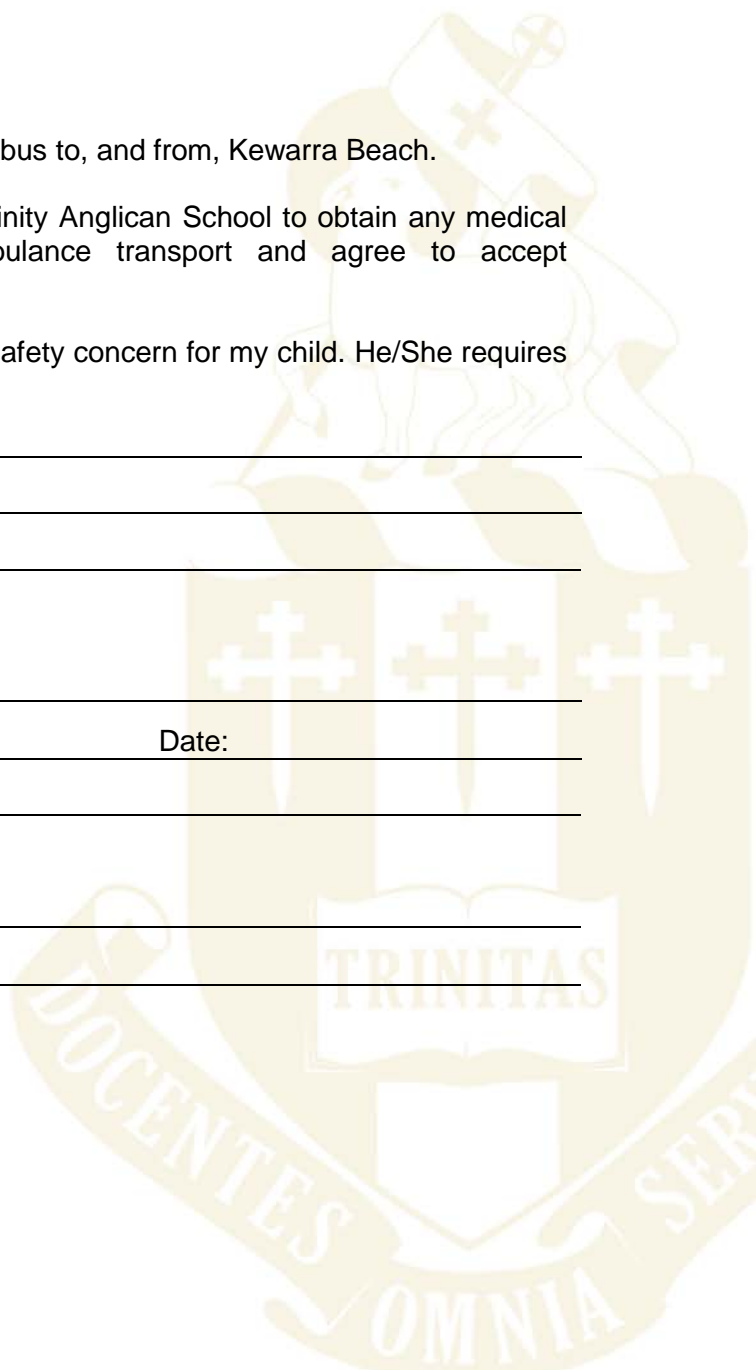 bus to, and from, Kewarra Beach.
inity Anglican School to obtain any medical
bulance transport and agree to accept
afety concern for my child. He/She requires
Date:
TRINITAS
DOCENTES OMNIA SERV